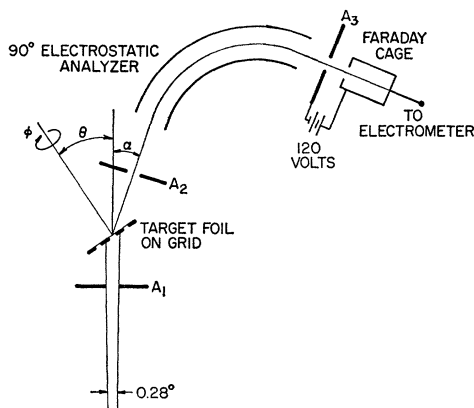 A3
FARADAY
CAGE
90° ELECTROSTATIC
ANALYZER
TO
ELECTROMETER
120
VOLTS
ϕ
θ
α
A2
TARGET FOIL
ON GRID
A1
0.28°